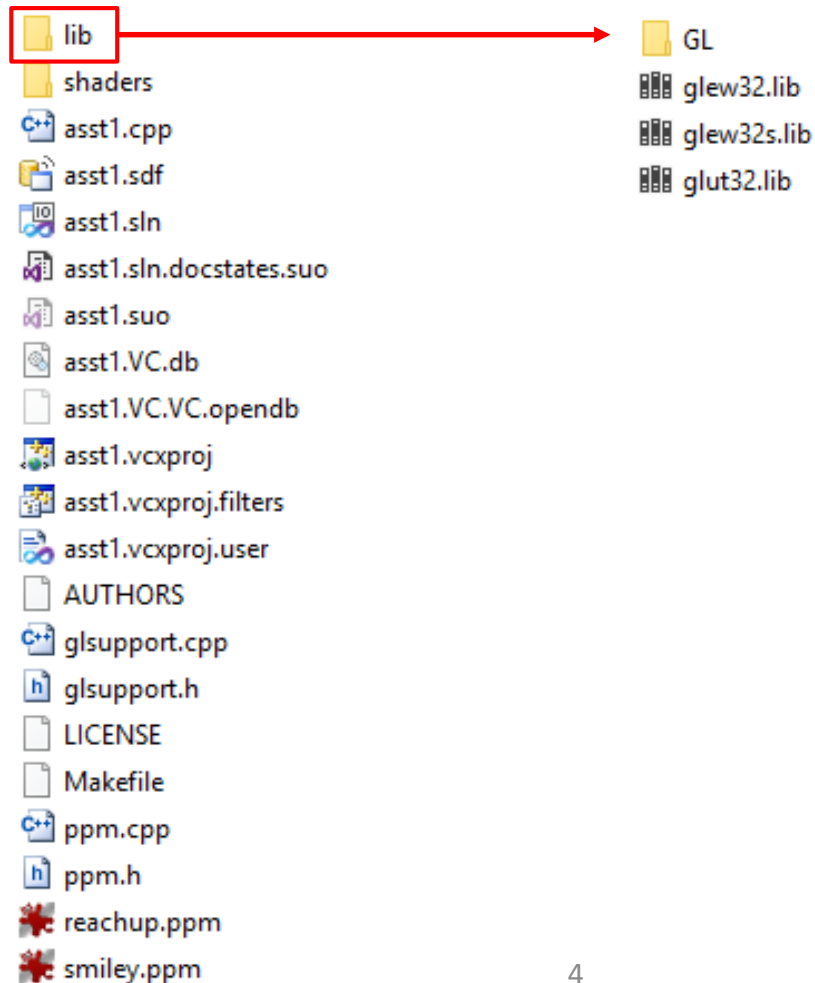 lib
shaders
asst1.cpp
asst1.sdf
asst1.sln
asst1.sln.docstates.suo
asst1.suo
asst1.VC.db
asst1.VC.VC.opendb
asst1.vcxproj
asst1.vcxproj.filters
asst1.vcxproj.user
AUTHORS
glsupport.cpp
glsupport.h
LICENSE
Makefile
ppm.cpp
ppm.h
reachup.ppm
smiley.ppm
GL
glew32.lib
glew32s.lib
glut32.lib
4